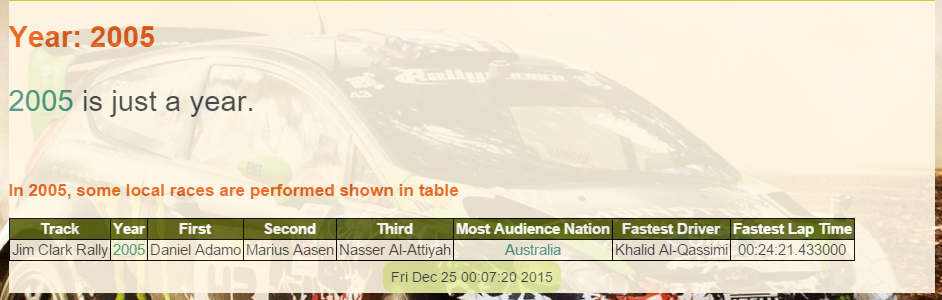 Year: 2005
2005 is just a year.
In 2005, some local races are performed shown in table
Track Year First Second Third Most Audience Nation Fastest Driver Fastest Lap Time
Jim Clark Rally 2005 Daniel Adamo Marius Aasen Nasser Al-Attiyah Australia Khalid Al-Qassimi 00:24:21.433000
Fri Dec 25 00:07:20 2015